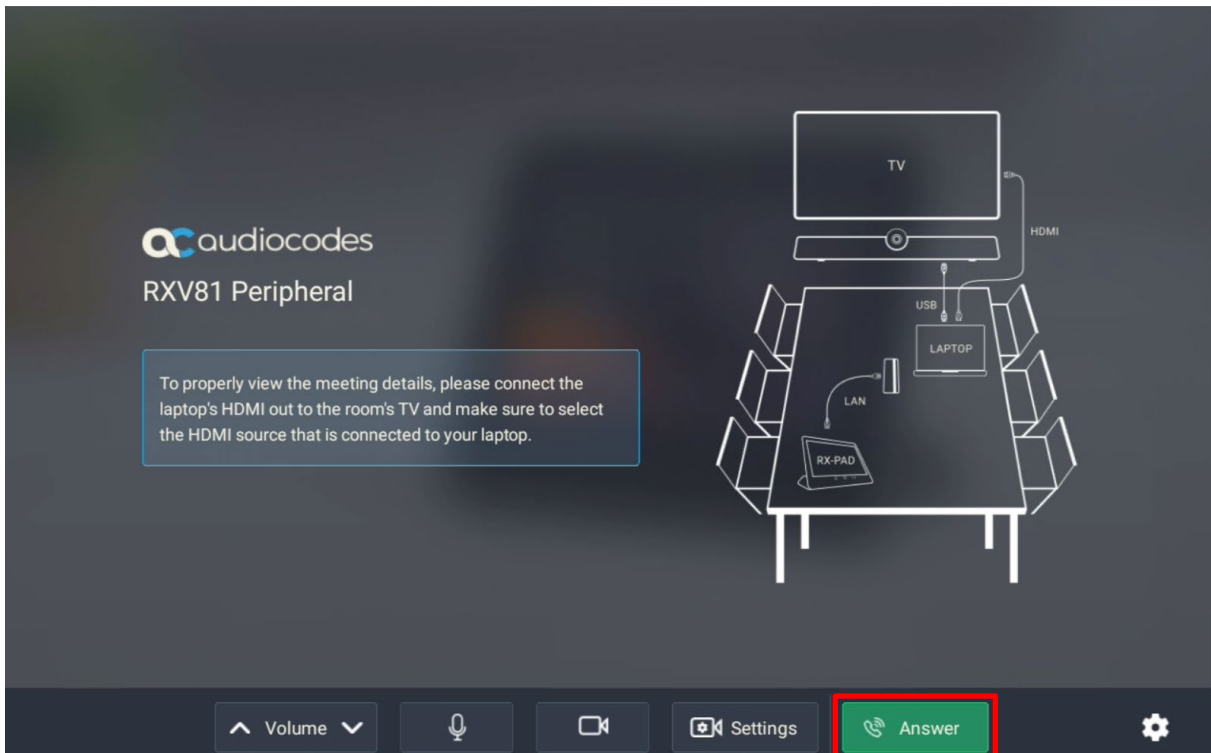 audiocodes
RXV81 Peripheral
To properly view the meeting details, please connect the
laptop's HDMI out to the room's TV and make sure to select
the HDMI source that is connected to your laptop.
TV
HDMI
USB
LAPTOP
LAN
RX-PAD
Volume
Settings
Answer